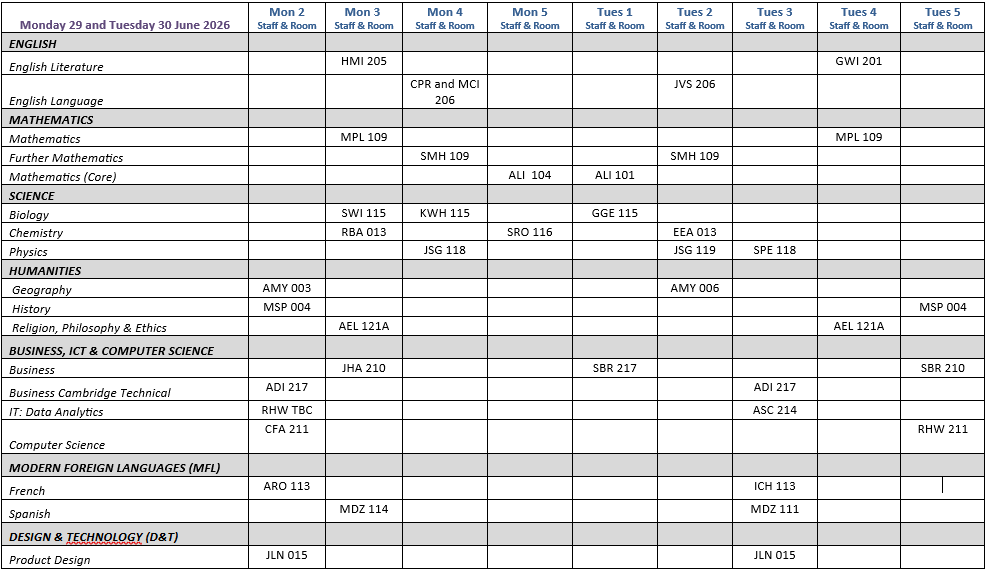 Monday 29 and Tuesday 30 June 2026 Mon 2 Mon 3 Mon 4 Mon 5 Tues 1 Tues 2 Tues 3 Tues 4 Tues 5
Staff & Room Staff & Room Staff & Room Staff & Room Staff & Room Staff & Room Staff & Room Staff & Room Staff & Room
ENGLISH
English Literature HMI 205 GWI 201
English Language CPR and MCI 206 JVS 206
MATHEMATICS
Mathematics MPL 109 MPL 109
Further Mathematics SMH 109 SMH 109
Mathematics (Core) ALI 104 ALI 101
SCIENCE
Biology SWI 115 KWH 115 GGE 115
Chemistry RBA 013 SRO 116 EEA 013
Physics JSG 118 JSG 119 SPE 118
HUMANITIES
Geography AMY 003 AMY 006
History MSP 004 MSP 004
Religion, Philosophy & Ethics AEL 121A AEL 121A
BUSINESS, ICT & COMPUTER SCIENCE
Business JHA 210 SBR 217 SBR 210
Business Cambridge Technical ADI 217 ADI 217
IT: Data Analytics RHW TBC ASC 214
Computer Science CFA 211 RHW 211
MODERN FOREIGN LANGUAGES (MFL)
French ARO 113 ICH 113
Spanish MDZ 114 MDZ 111
DESIGN & TECHNOLOGY (D&T)
Product Design JLN 015 JLN 015